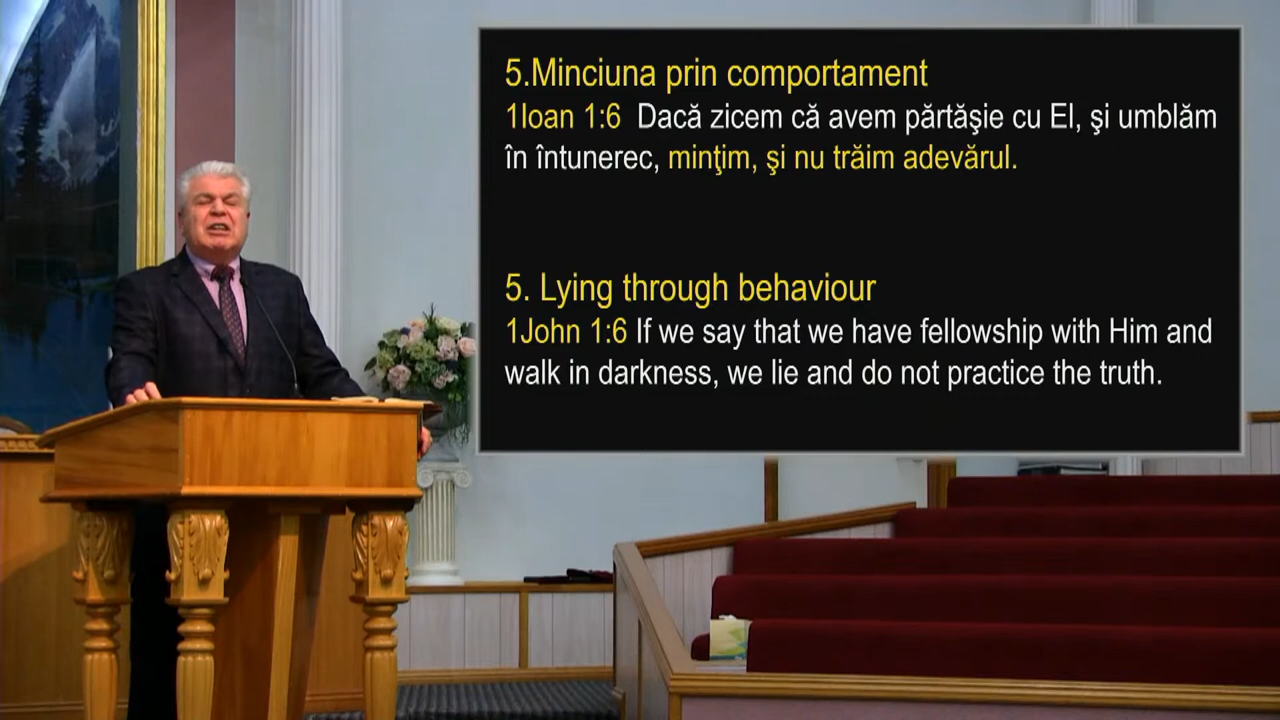 5.Minciuna prin comportament
1Ioan 1:6 Dacă zicem că avem părtăşie cu El, şi umblăm
în întunerec, minţim, şi nu trăim adevărul.
5. Lying through behaviour
1John 1:6 If we say that we have fellowship with Him and
walk in darkness, we lie and do not practice the truth.